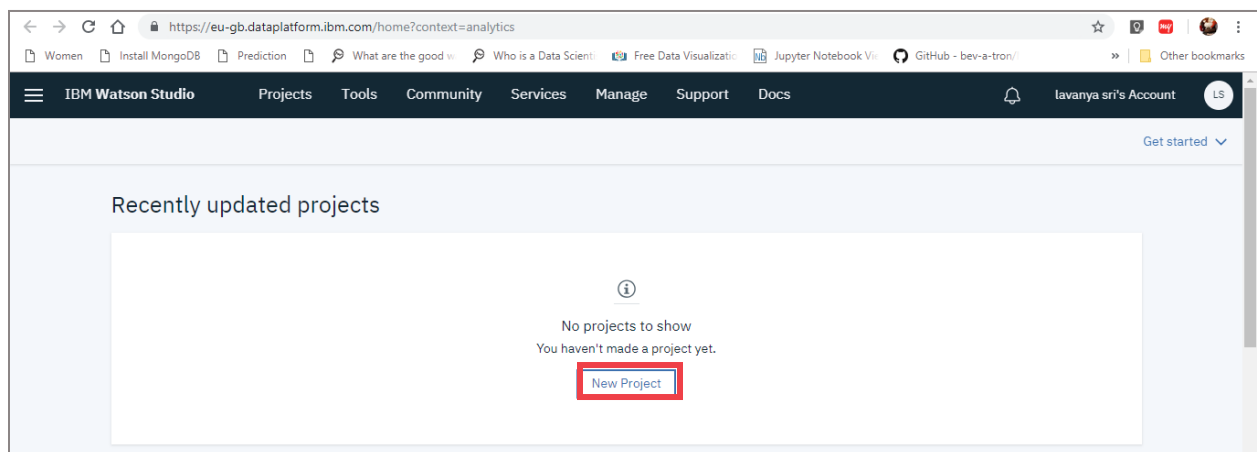 https://eu-gb.dataplatform.ibm.com/home?context=analytics
Women Install MongoDB Prediction What are the good w Who is a Data Scienti Free Data Visualizatio Jupyter Notebook Vie GitHub - bev-a-tron/ » Other bookmarks
IBM Watson Studio Projects Tools Community Services Manage Support Docs lavanya sri's Account LS
Get started
Recently updated projects
No projects to show
You haven't made a project yet.
New Project